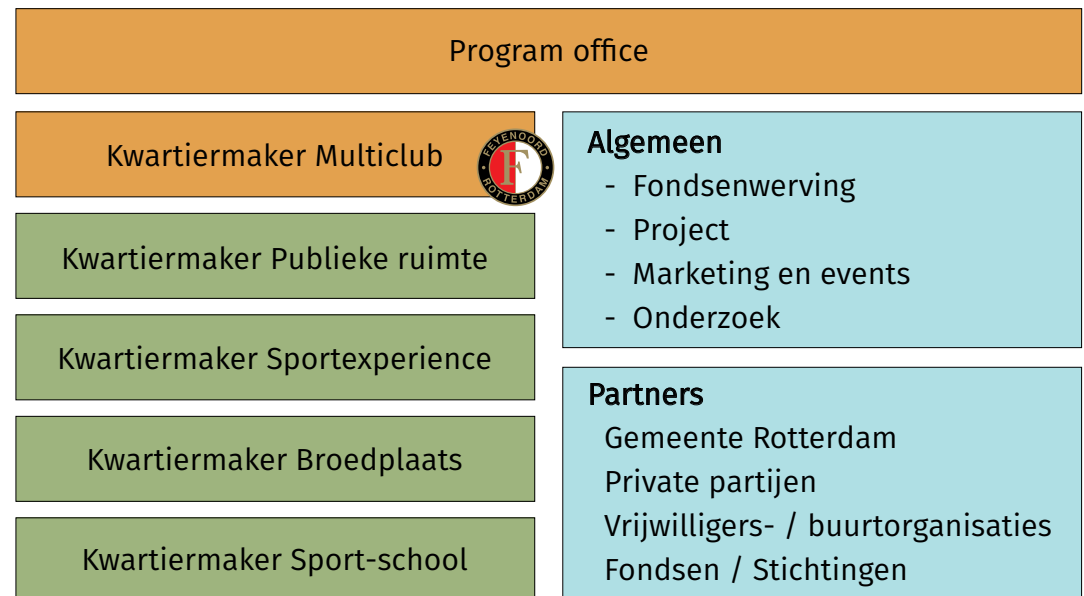 Program office
Kwartiermaker Multiclub
FEYENOORD
F
ROTTERDAM
Kwartiermaker Publieke ruimte
Kwartiermaker Sportexperience
Kwartiermaker Broedplaats
Kwartiermaker Sport-school
Algemeen
- Fondsenwerving
- Project
- Marketing en events
- Onderzoek
Partners
Gemeente Rotterdam
Private partijen
Vrijwilligers- / buurtorganisaties
Fondsen / Stichtingen